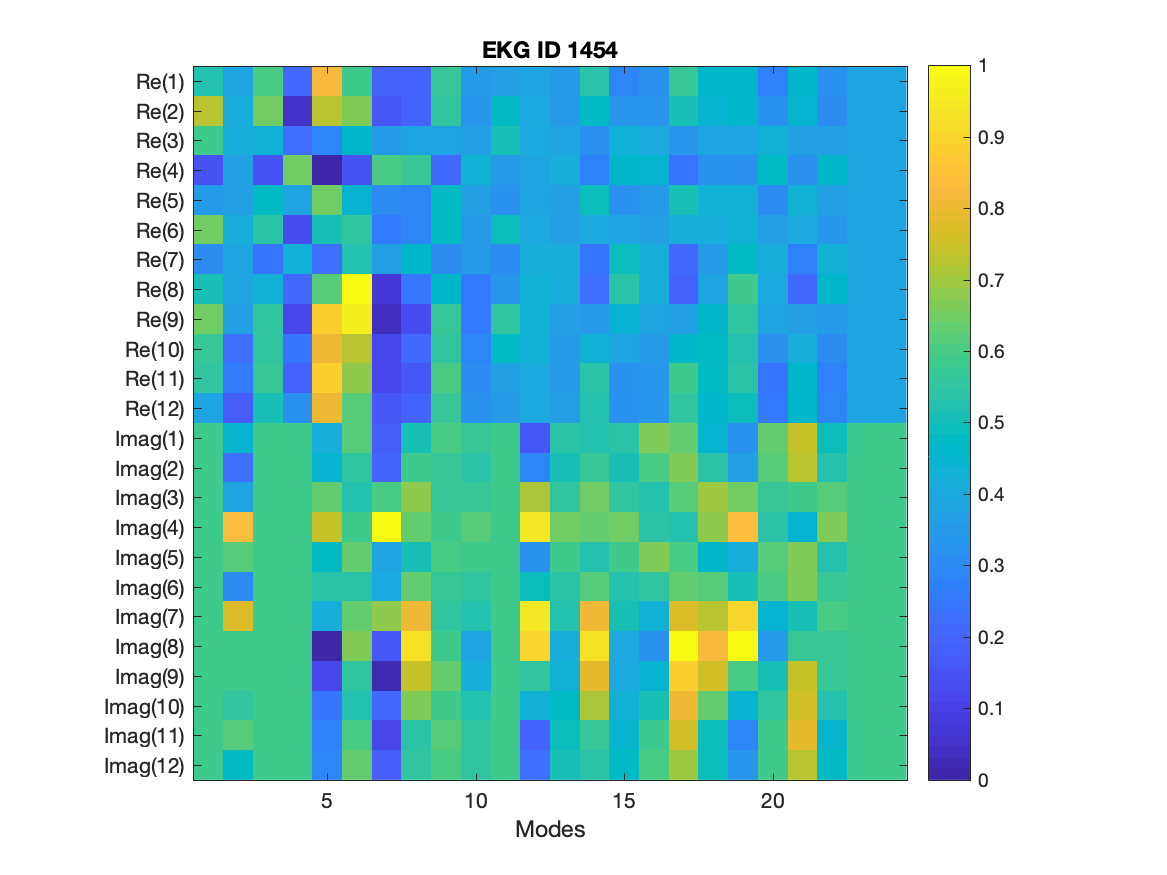 EKG ID 1454
Re(1)
Re(2)
Re(3)
Re(4)
Re(5)
Re(6)
Re(7)
Re(8)
Re(9)
Re(10)
Re(11)
Re(12)
Imag(1)
Imag(2)
Imag(3)
Imag(4)
Imag(5)
Imag(6)
Imag(7)
Imag(8)
Imag(9)
Imag(10)
Imag(11)
Imag(12)
5 10 15 20
Modes
1
0.9
0.8
0.7
0.6
0.5
0.4
0.3
0.2
0.1
0